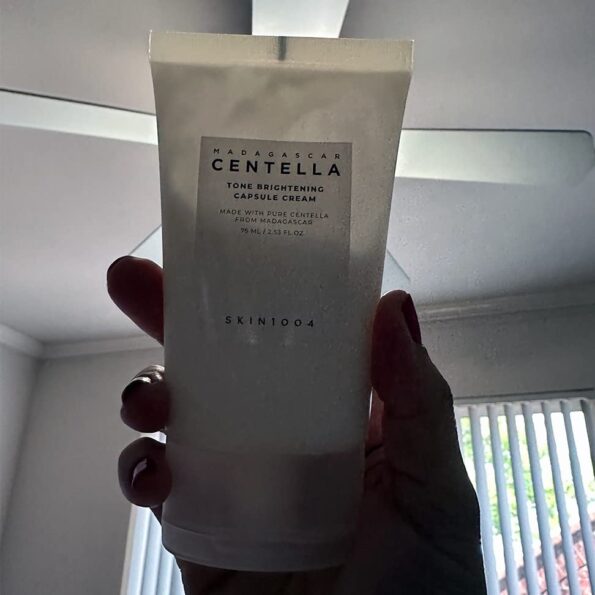 MADAGASCAR
CENTELLA
TONE BRIGHTENING
CAPSULE CREAM
MADE WITH PURE CENTELLA
FROM MADAGASCAR
75 ML / 2.53 FL.OZ.
SKIN1004